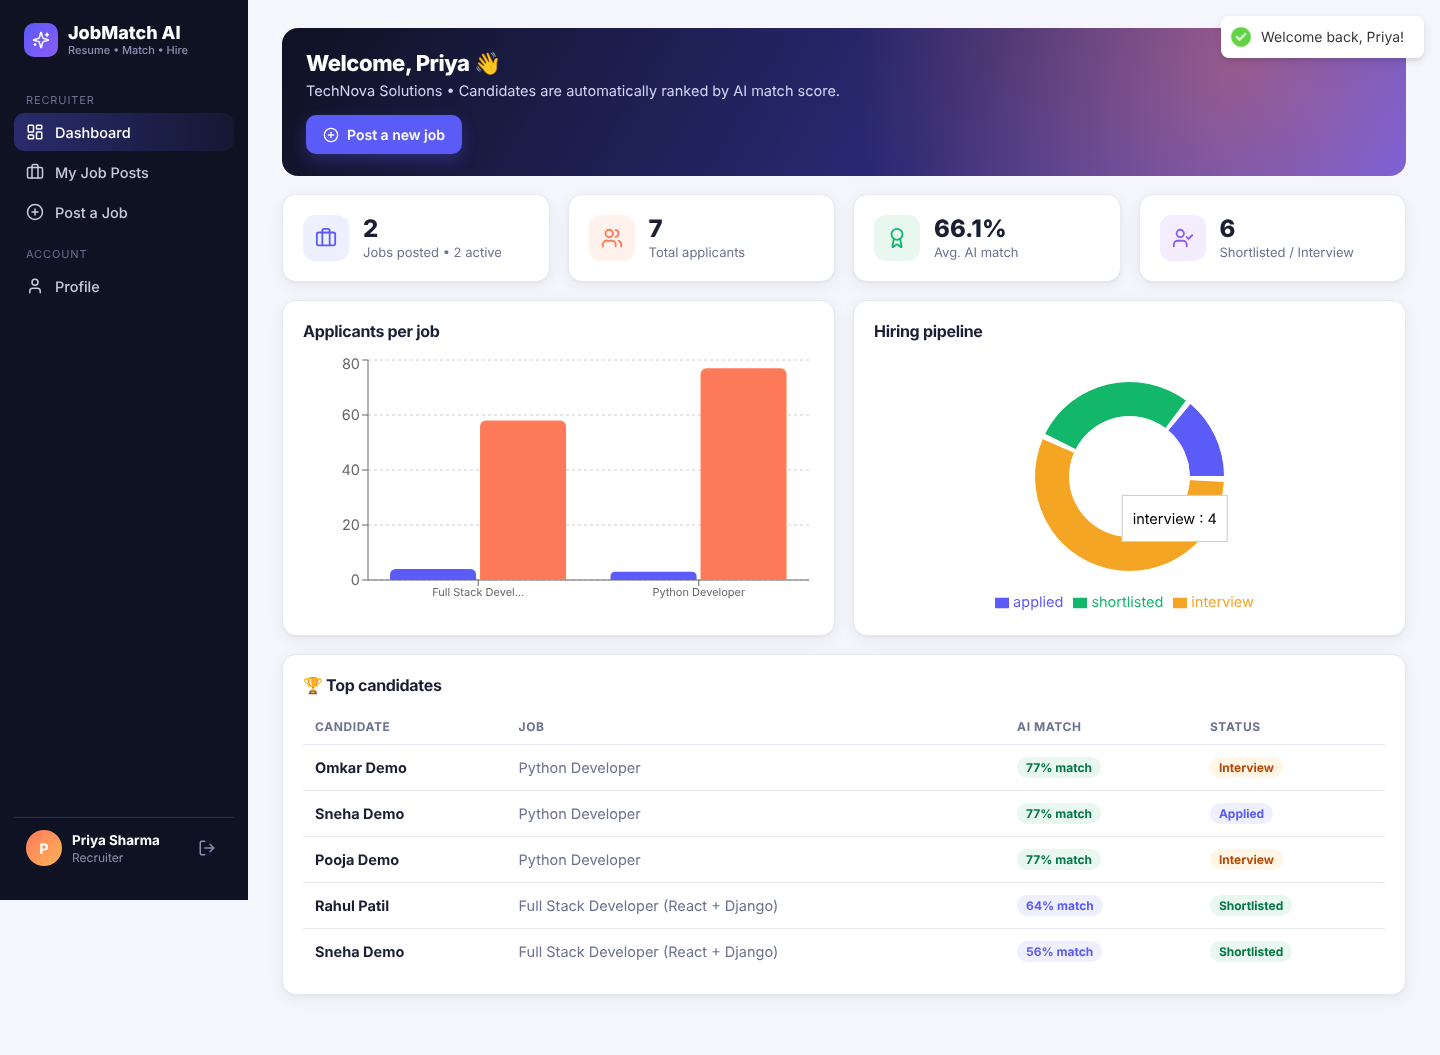 JobMatch AI
Resume • Match • Hire
RECRUITER
Dashboard
My Job Posts
Post a Job
ACCOUNT
Profile
Priya Sharma
Recruiter
P
Welcome back, Priya!
Welcome, Priya 👋
TechNova Solutions • Candidates are automatically ranked by AI match score.
Post a new job
2
Jobs posted • 2 active
7
Total applicants
66.1%
Avg. AI match
6
Shortlisted / Interview
Applicants per job
80
60
40
20
0
Full Stack Devel...
Python Developer
Hiring pipeline
interview : 4
applied
shortlisted
interview
🏆 Top candidates
CANDIDATE JOB AI MATCH STATUS
Omkar Demo Python Developer 77% match Interview
Sneha Demo Python Developer 77% match Applied
Pooja Demo Python Developer 77% match Interview
Rahul Patil Full Stack Developer (React + Django) 64% match Shortlisted
Sneha Demo Full Stack Developer (React + Django) 56% match Shortlisted